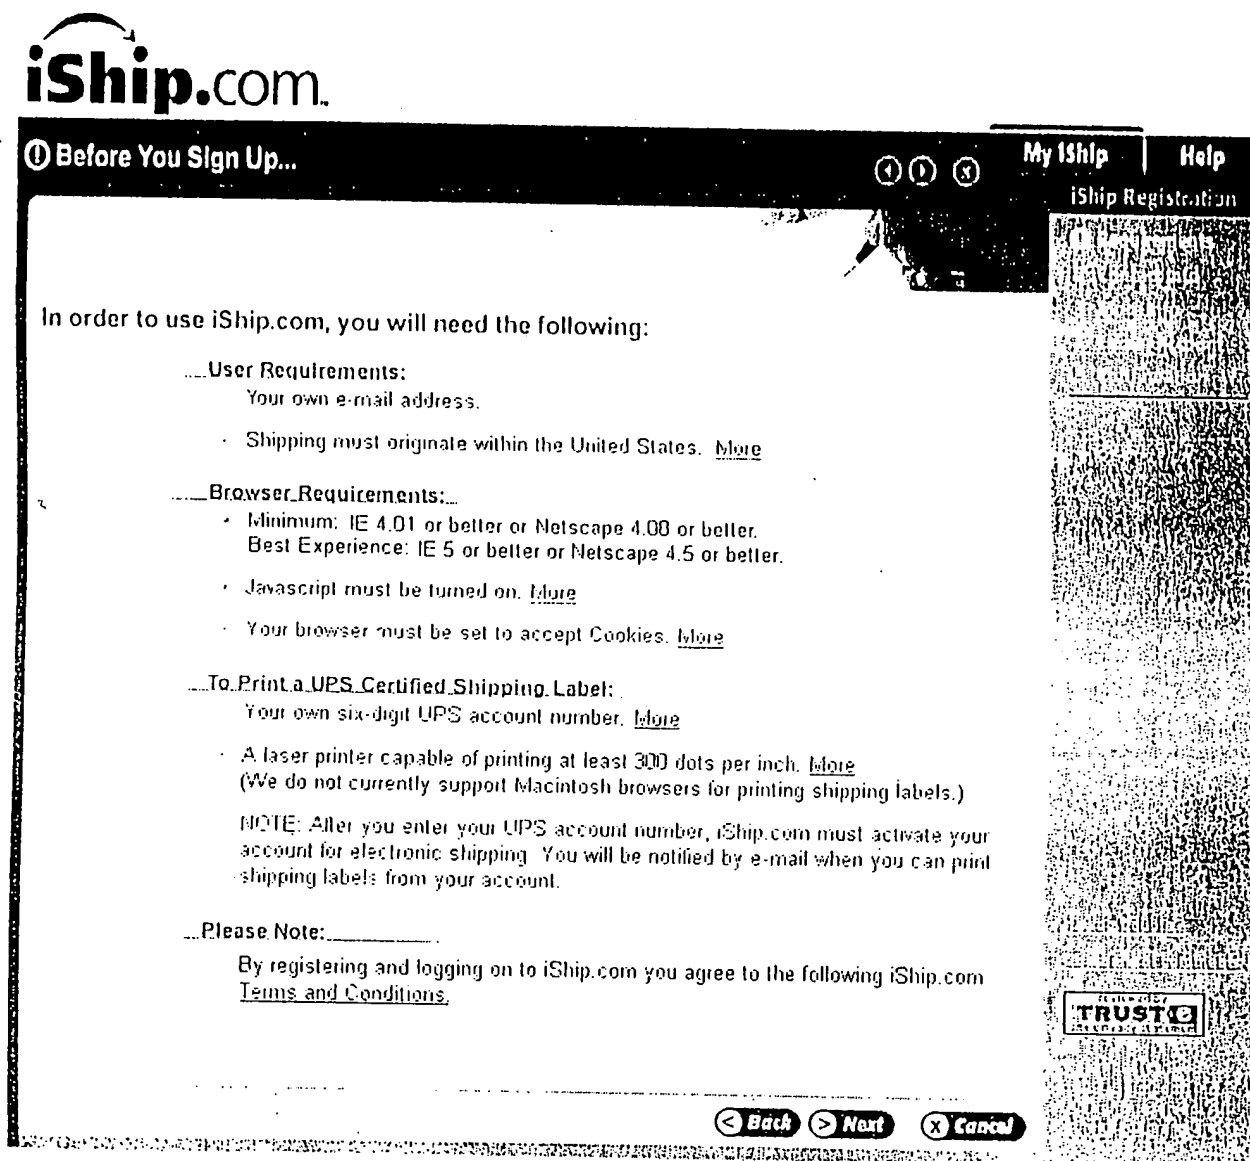 iShip.com
Before You Sign Up...
My iShip
Help
iShip Registration
In order to use iShip.com, you will need the following:
User Requirements:
Your own e-mail address.
· Shipping must originate within the United States. More
Browser Requirements:
· Minimum: IE 4.01 or better or Netscape 4.08 or better.
Best Experience: IE 5 or better or Netscape 4.5 or better.
· Javascript must be turned on. More
· Your browser must be set to accept Cookies. More
To Print a UPS Certified Shipping Label:
Your own six-digit UPS account number. More
· A laser printer capable of printing at least 300 dots per inch. More
(We do not currently support Macintosh browsers for printing shipping labels.)
NOTE: After you enter your UPS account number, iShip.com must activate your
account for electronic shipping. You will be notified by e-mail when you can print
shipping labels from your account.
Please Note:
By registering and logging on to iShip.com you agree to the following iShip.com
Terms and Conditions.
TRUSTe
< Back
> Next
X Cancel